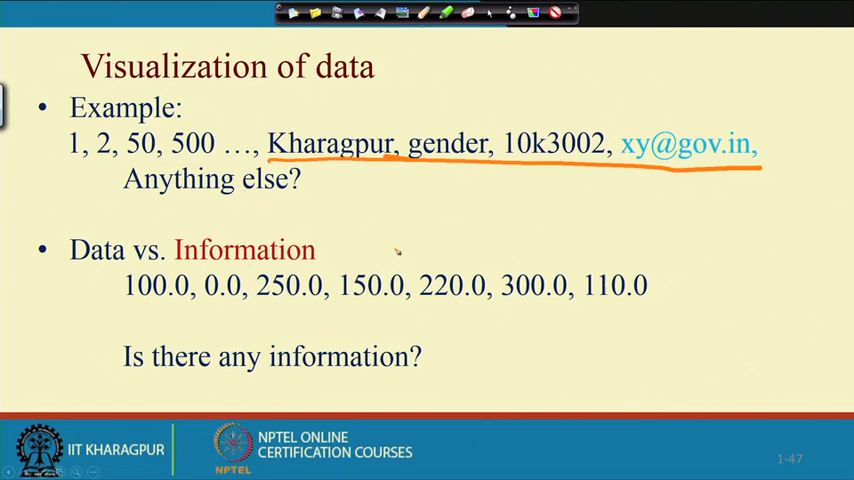 Visualization of data
• Example:
1, 2, 50, 500 …, Kharagpur, gender, 10k3002, xy@gov.in,
Anything else?
• Data vs. Information
100.0, 0.0, 250.0, 150.0, 220.0, 300.0, 110.0
Is there any information?
IIT KHARAGPUR
NPTEL
NPTEL ONLINE
CERTIFICATION COURSES
1-47